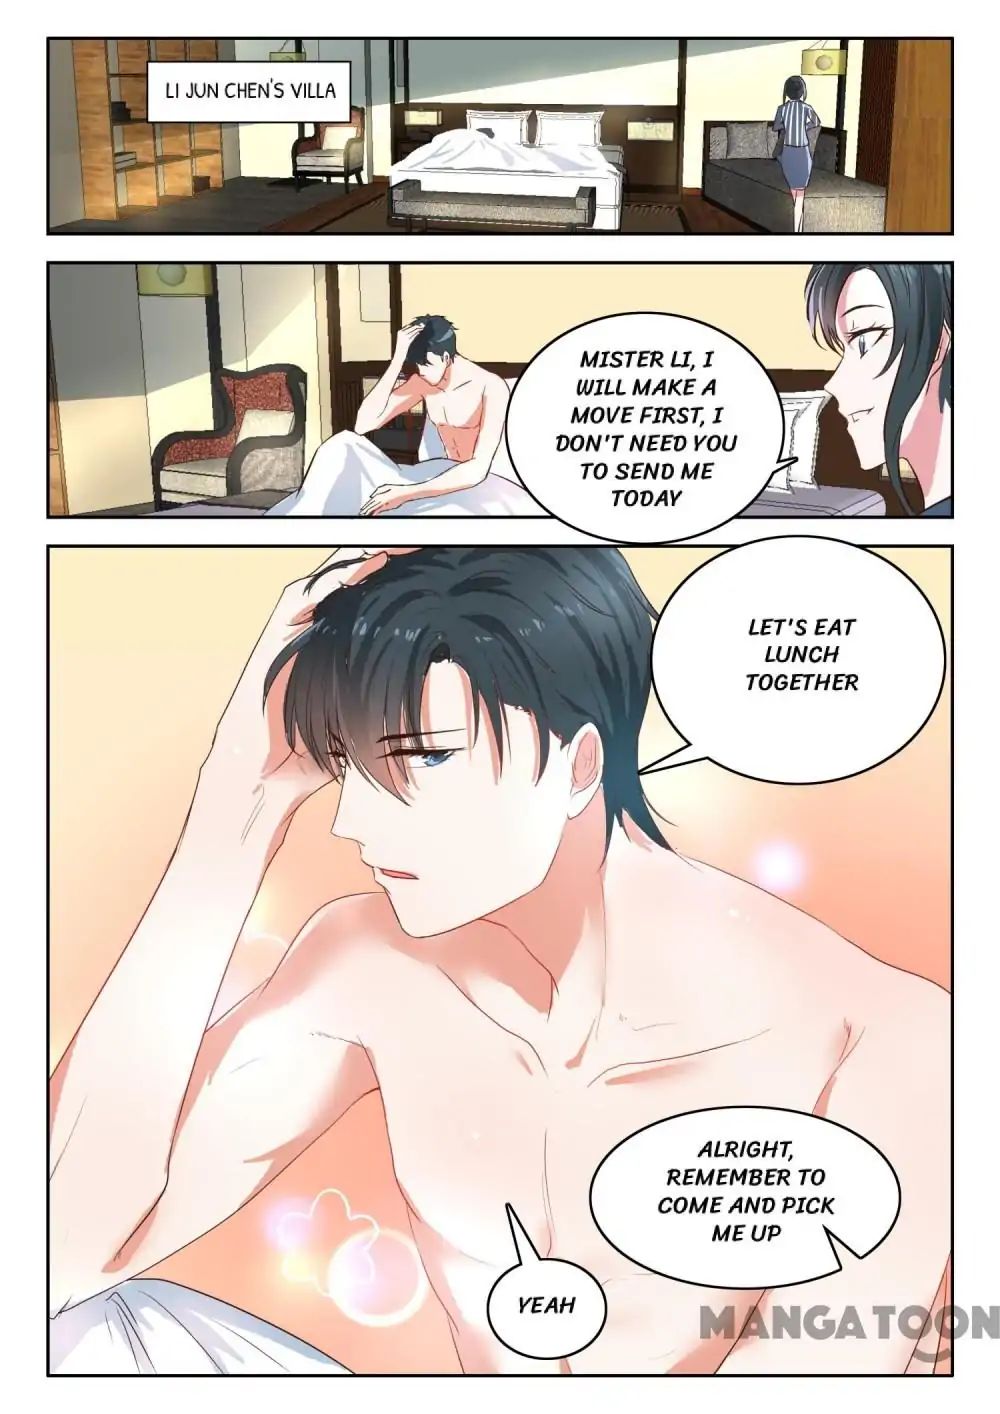 LI JUN CHEN'S VILLA
MISTER LI, I
WILL MAKE A
MOVE FIRST, I
DON'T NEED YOU
TO SEND ME
TODAY
LET'S EAT
LUNCH
TOGETHER
ALRIGHT,
REMEMBER TO
COME AND PICK
ME UP
YEAH
MANGATOON